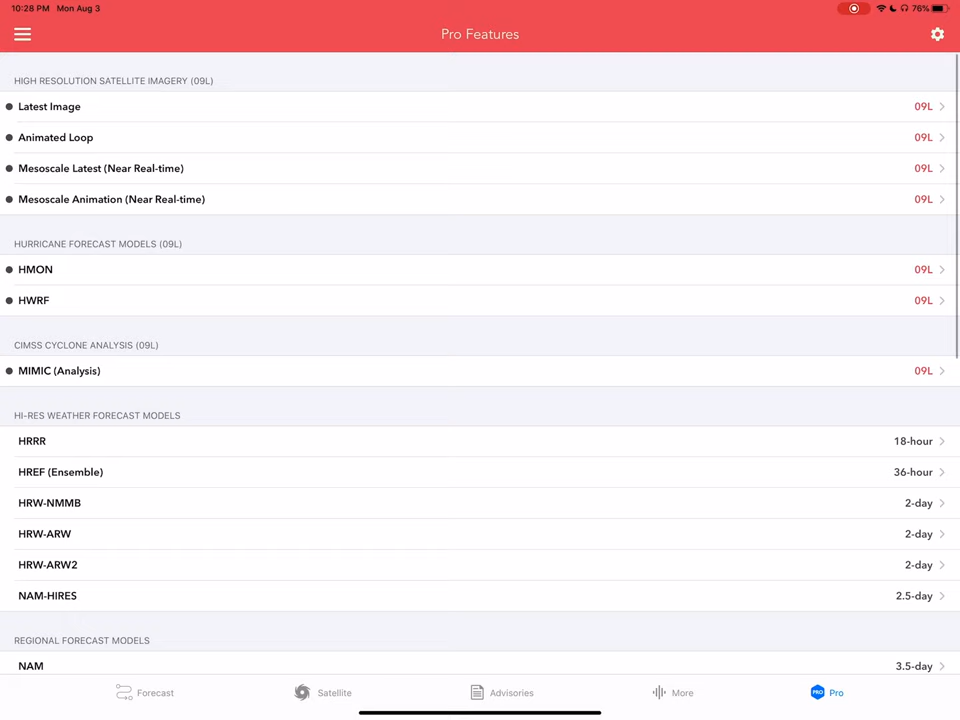 10:28 PM Mon Aug 3
76%
Pro Features
HIGH RESOLUTION SATELLITE IMAGERY (09L)
Latest Image 09L
Animated Loop 09L
Mesoscale Latest (Near Real-time) 09L
Mesoscale Animation (Near Real-time) 09L
HURRICANE FORECAST MODELS (09L)
HMON 09L
HWRF 09L
CIMSS CYCLONE ANALYSIS (09L)
MIMIC (Analysis) 09L
HI-RES WEATHER FORECAST MODELS
HRRR 18-hour
HREF (Ensemble) 36-hour
HRW-NMMB 2-day
HRW-ARW 2-day
HRW-ARW2 2-day
NAM-HIRES 2.5-day
REGIONAL FORECAST MODELS
NAM 3.5-day
Forecast Satellite Advisories More PRO Pro